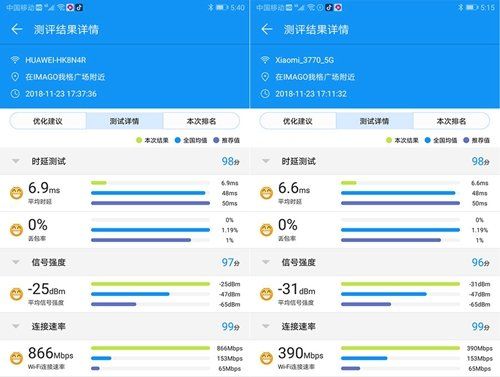 中国移动
5:40
测评结果详情
HUAWEI-HK8N4R
在IMAGO我格广场附近
2018-11-23 17:37:36
优化建议
测试详情
本次排名
本次结果 全国均值 推荐值
时延测试
98分
6.9ms
平均时延
6.9ms
48ms
50ms
0%
丢包率
0%
1.19%
1%
信号强度
97分
-25dBm
平均信号强度
-25dBm
-47dBm
-65dBm
连接速率
99分
866Mbps
WiFi连接速率
866Mbps
153Mbps
65Mbps
中国移动
5:15
测评结果详情
Xiaomi_3770_5G
在IMAGO我格广场附近
2018-11-23 17:11:32
优化建议
测试详情
本次排名
本次结果 全国均值 推荐值
时延测试
98分
6.6ms
平均时延
6.6ms
48ms
50ms
0%
丢包率
0%
1.19%
1%
信号强度
96分
-31dBm
平均信号强度
-31dBm
-47dBm
-65dBm
连接速率
99分
390Mbps
WiFi连接速率
390Mbps
153Mbps
65Mbps